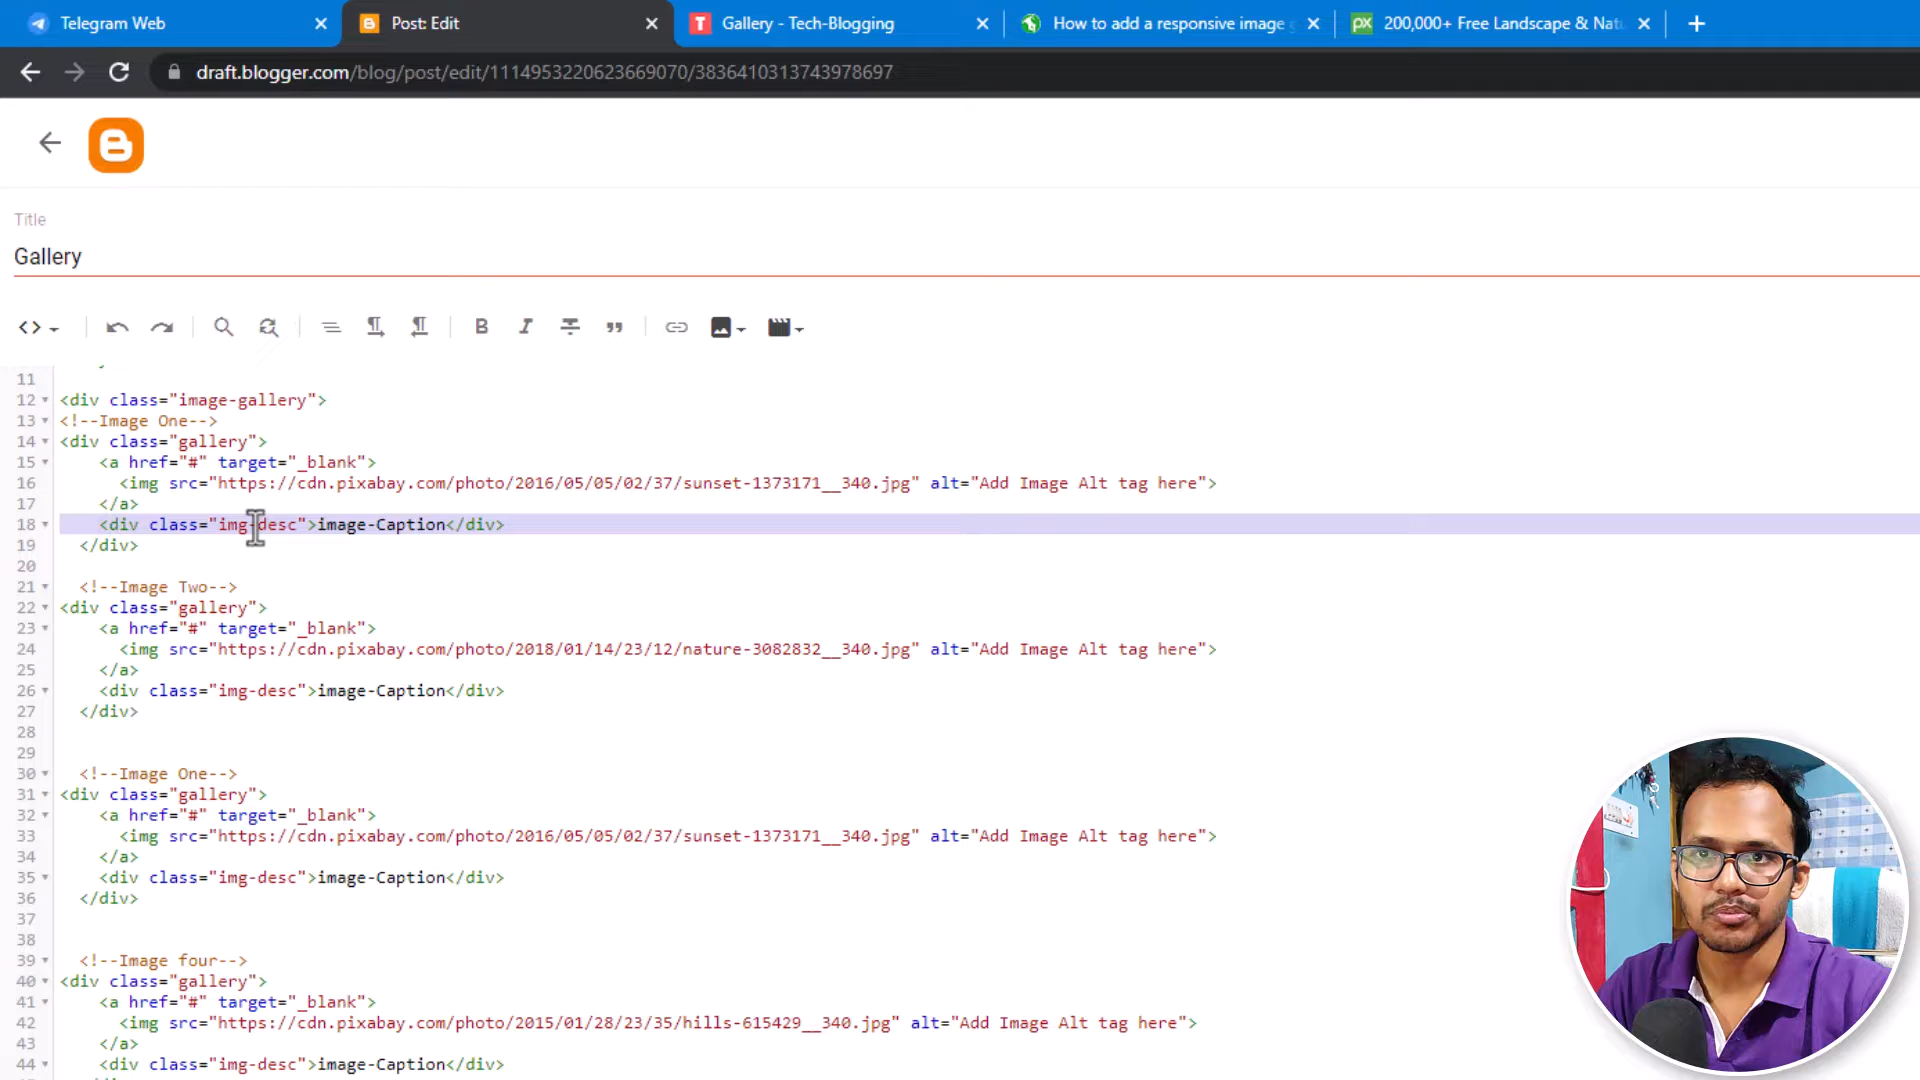 Telegram Web
Post: Edit
Gallery - Tech-Blogging
How to add a responsive image g
200,000+ Free Landscape & Natu
draft.blogger.com/blog/post/edit/1114953220623669070/3836410313743978697
Title
Gallery
11
12 <div class="image-gallery">
13 <!--Image One-->
14 <div class="gallery">
15 <a href="#" target="_blank">
16 <img src="https://cdn.pixabay.com/photo/2016/05/05/02/37/sunset-1373171__340.jpg" alt="Add Image Alt tag here">
17 </a>
18 <div class="img-desc">image-Caption</div>
19 </div>
20
21 <!--Image Two-->
22 <div class="gallery">
23 <a href="#" target="_blank">
24 <img src="https://cdn.pixabay.com/photo/2018/01/14/23/12/nature-3082832__340.jpg" alt="Add Image Alt tag here">
25 </a>
26 <div class="img-desc">image-Caption</div>
27 </div>
28
29
30 <!--Image One-->
31 <div class="gallery">
32 <a href="#" target="_blank">
33 <img src="https://cdn.pixabay.com/photo/2016/05/05/02/37/sunset-1373171__340.jpg" alt="Add Image Alt tag here">
34 </a>
35 <div class="img-desc">image-Caption</div>
36 </div>
37
38
39 <!--Image four-->
40 <div class="gallery">
41 <a href="#" target="_blank">
42 <img src="https://cdn.pixabay.com/photo/2015/01/28/23/35/hills-615429__340.jpg" alt="Add Image Alt tag here">
43 </a>
44 <div class="img-desc">image-Caption</div>